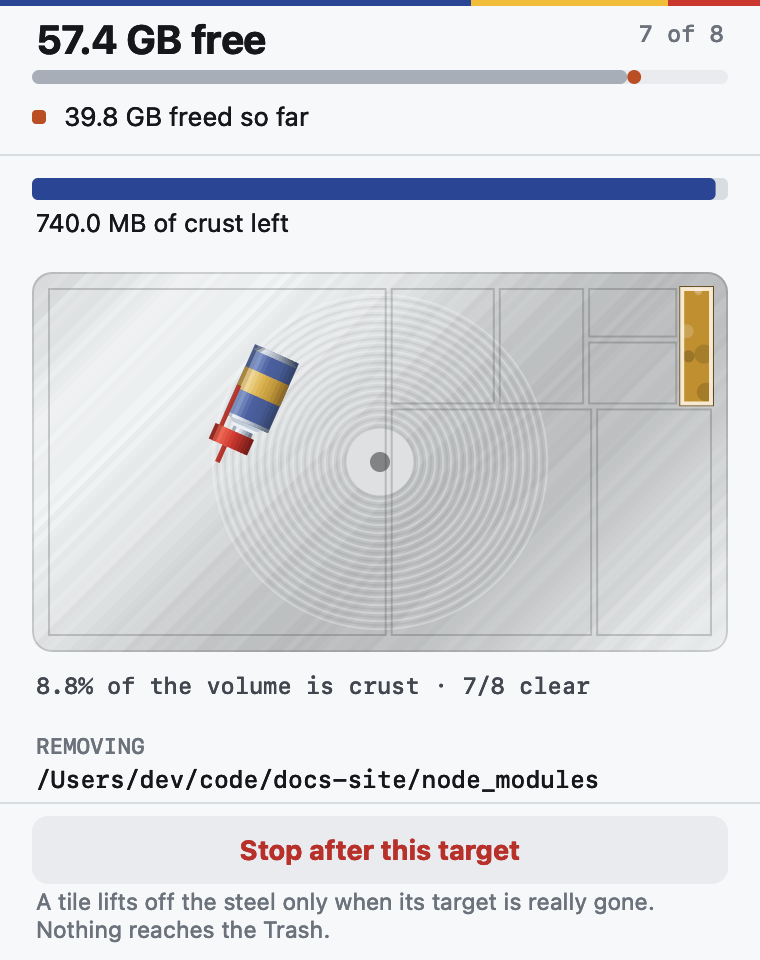 57.4 GB free
7 of 8
39.8 GB freed so far
740.0 MB of crust left
8.8% of the volume is crust · 7/8 clear
REMOVING
/Users/dev/code/docs-site/node_modules
Stop after this target
A tile lifts off the steel only when its target is really gone.
Nothing reaches the Trash.